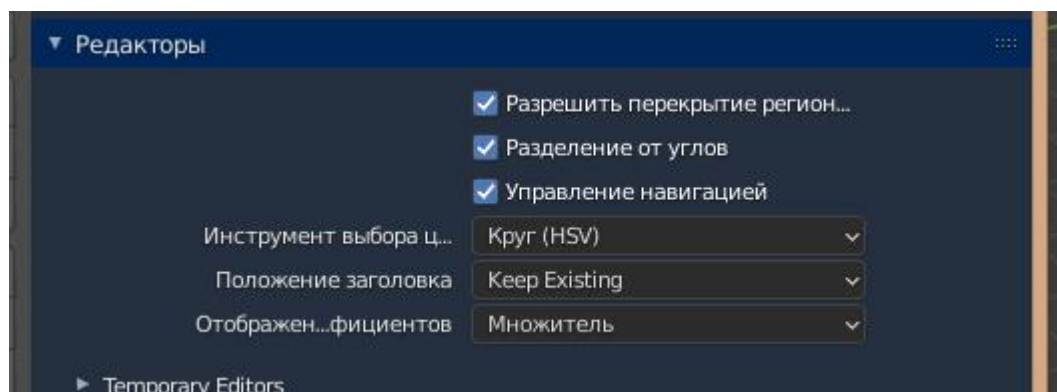 Редакторы
Разрешить перекрытие регион...
Разделение от углов
Управление навигацией
Инструмент выбора ц... Круг (HSV)
Положение заголовка Keep Existing
Отображен...фициентов Множитель
Temporary Editors